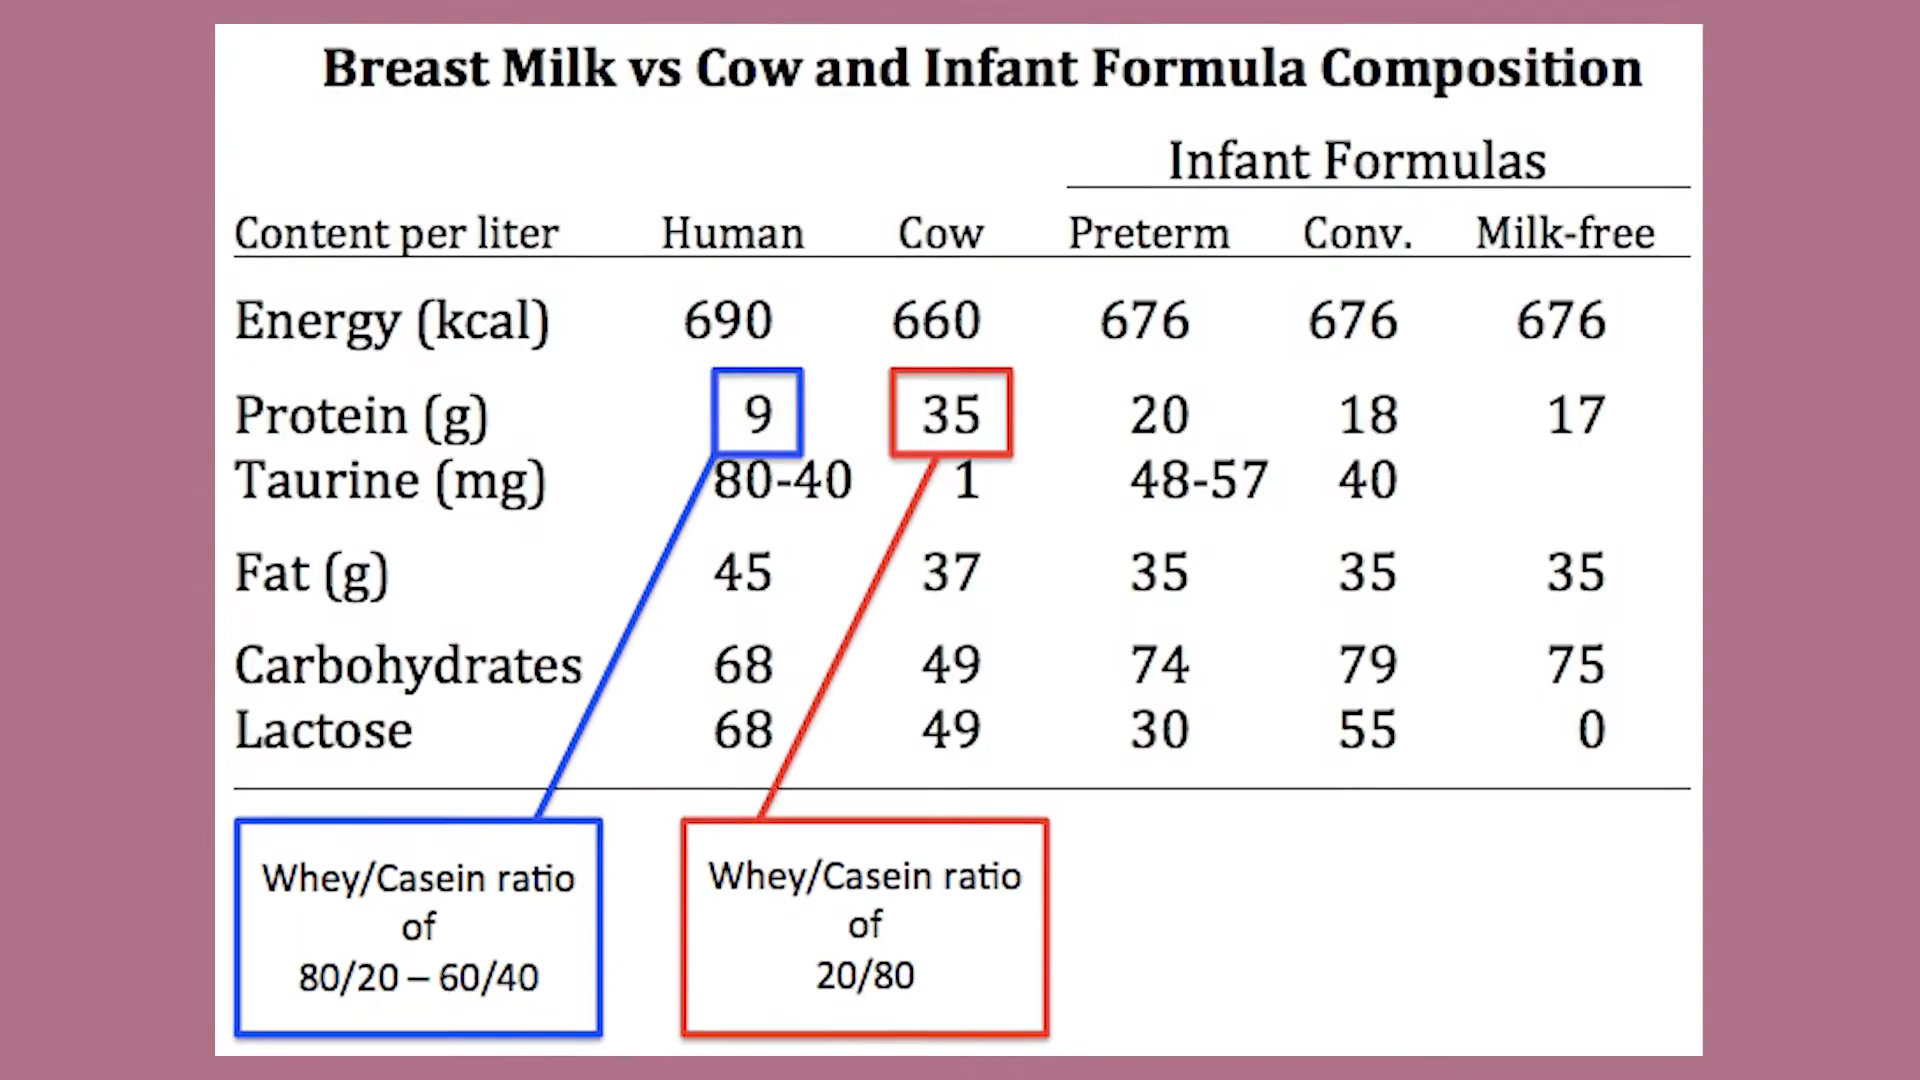 Breast Milk vs Cow and Infant Formula Composition
Infant Formulas
Content per liter Human Cow Preterm Conv. Milk-free
Energy (kcal) 690 660 676 676 676
Protein (g) 9 35 20 18 17
Taurine (mg) 80-40 1 48-57 40
Fat (g) 45 37 35 35 35
Carbohydrates 68 49 74 79 75
Lactose 68 49 30 55 0
Whey/Casein ratio
of
80/20 – 60/40
Whey/Casein ratio
of
20/80